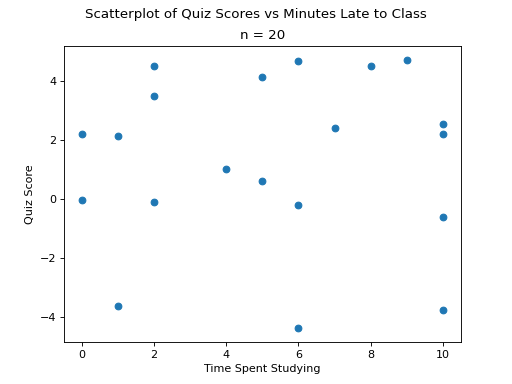 Scatterplot of Quiz Scores vs Minutes Late to Class
n = 20
4
2
0
−2
−4
Quiz Score
0 2 4 6 8 10
Time Spent Studying